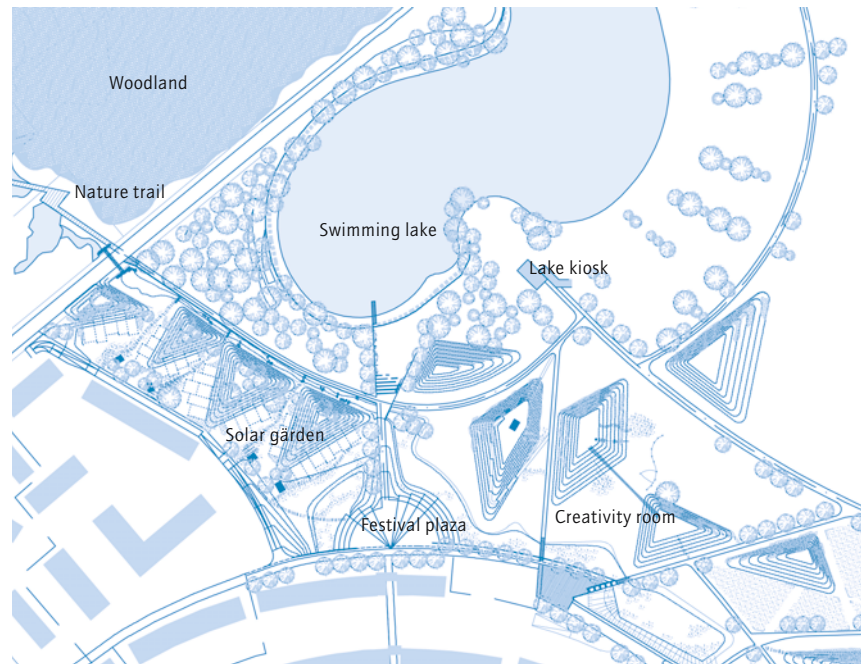 Woodland
Nature trail
Swimming lake
Lake kiosk
Solar gärden
Festival plaza
Creativity room